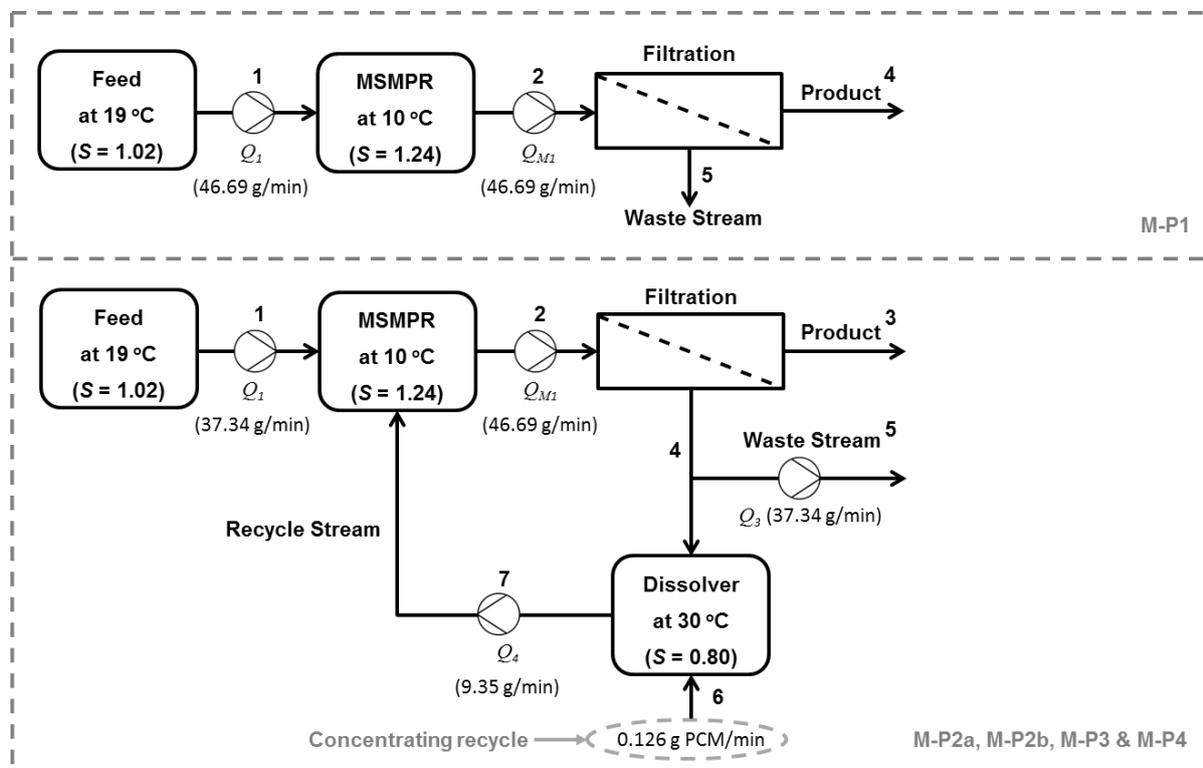 Feed
at 19 °C
(S = 1.02)
1
Q1
(46.69 g/min)
MSMPR
at 10 °C
(S = 1.24)
2
QM1
(46.69 g/min)
Filtration
Product 4
5
Waste Stream
M-P1
Feed
at 19 °C
(S = 1.02)
1
Q1
(37.34 g/min)
MSMPR
at 10 °C
(S = 1.24)
2
QM1
(46.69 g/min)
Filtration
Product 3
4
Waste Stream 5
Q3 (37.34 g/min)
Recycle Stream
7
Q4
(9.35 g/min)
Dissolver
at 30 °C
(S = 0.80)
6
Concentrating recycle
0.126 g PCM/min
M-P2a, M-P2b, M-P3 & M-P4